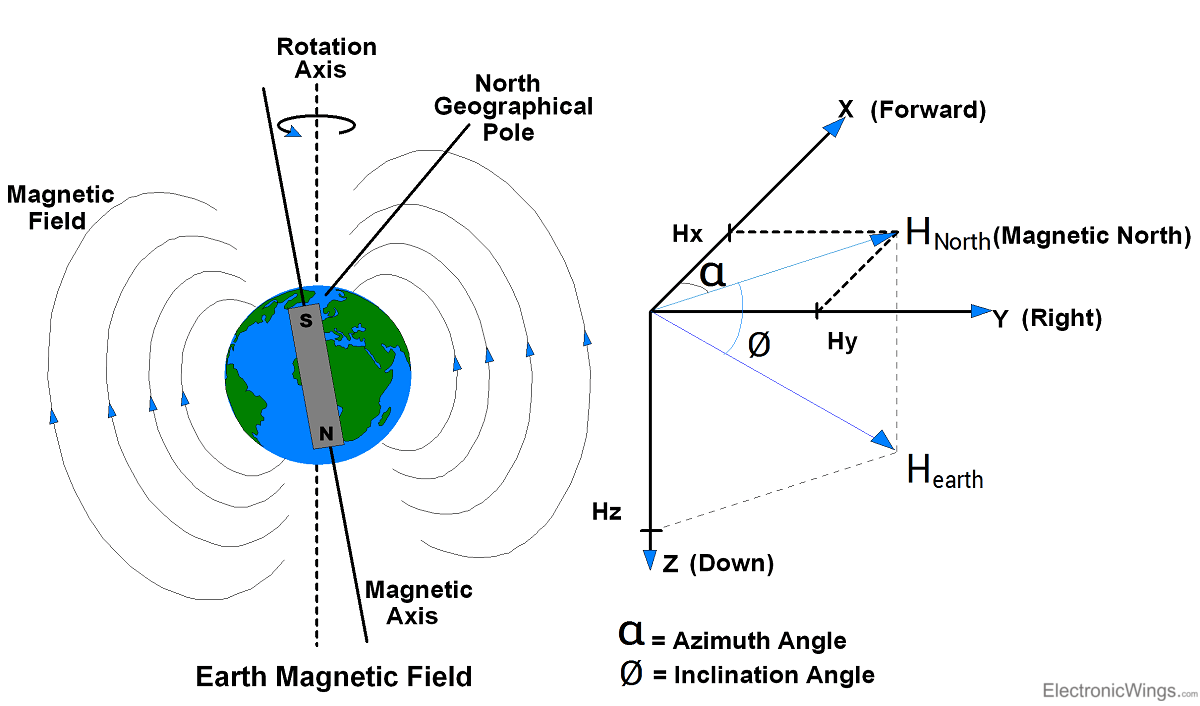 Rotation
Axis
North
Geographical
Pole
Magnetic
Field
S
N
Magnetic
Axis
Earth Magnetic Field
X (Forward)
Hx
HNorth(Magnetic North)
α
Y (Right)
Hy
Ø
Hearth
Hz
Z (Down)
α = Azimuth Angle
Ø = Inclination Angle
ElectronicWings.com